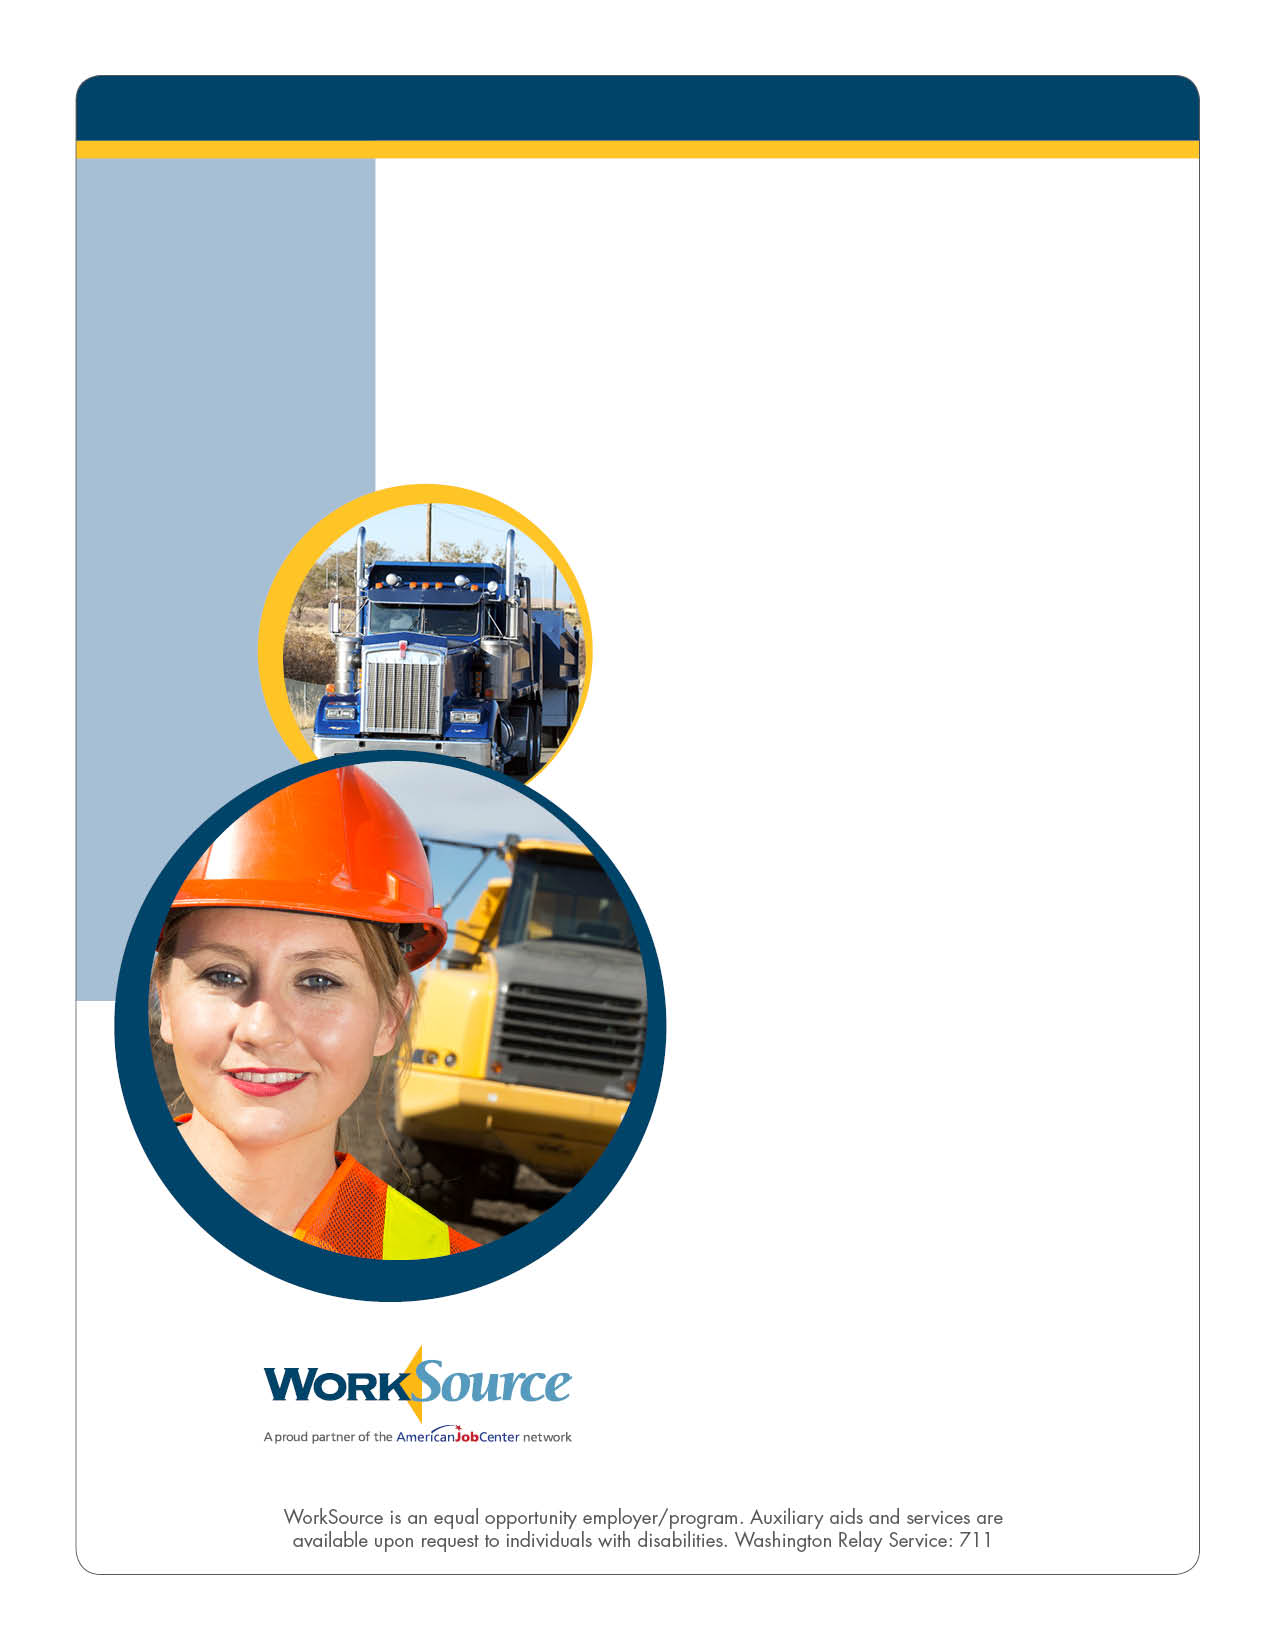 WorkSource
A proud partner of the AmericanJobCenter network
WorkSource is an equal opportunity employer/program. Auxiliary aids and services are
available upon request to individuals with disabilities. Washington Relay Service: 711